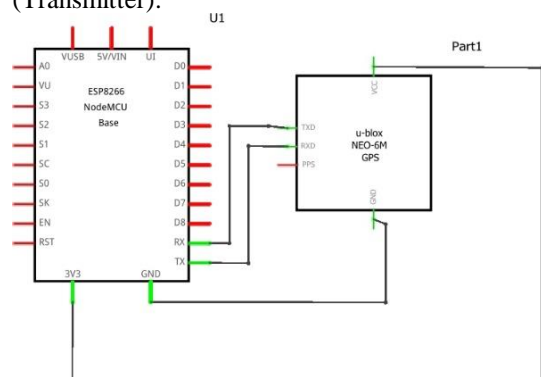 (Transmitter).
U1
Part1
VUSB 5V/VIN UI
A0 D0
VU D1
S3 D2
S2 D3
S1 D4
SC D5
S0 D6
SK D7
EN D8
RST RX
TX
ESP8266
NodeMCU
Base
3V3 GND
VCC
TXD
RXD
PPS
u-blox
NEO-6M
GPS
GND